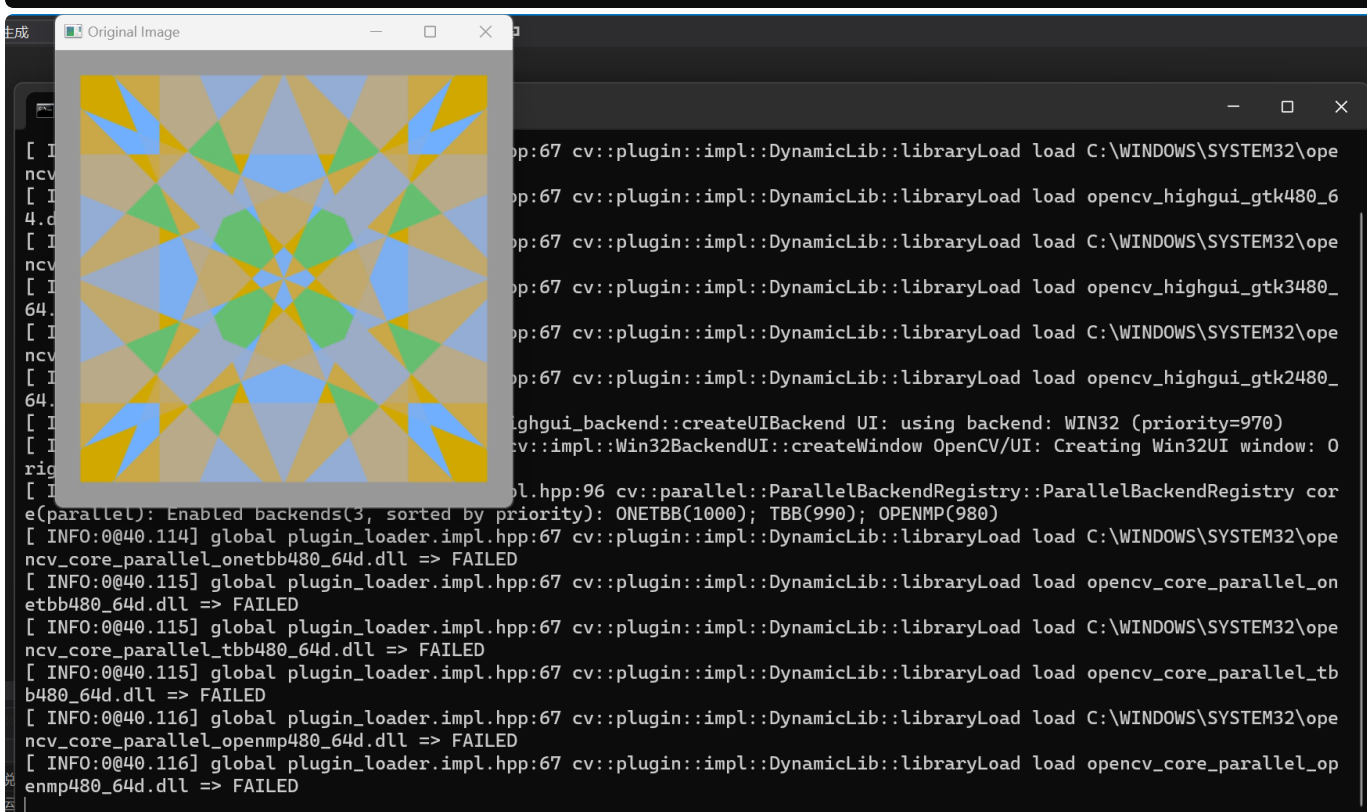 生成
Original Image
[ I pp:67 cv::plugin::impl::DynamicLib::libraryLoad load C:\WINDOWS\SYSTEM32\ope
ncv
[ I pp:67 cv::plugin::impl::DynamicLib::libraryLoad load opencv_highgui_gtk480_6
4.d
[ I pp:67 cv::plugin::impl::DynamicLib::libraryLoad load C:\WINDOWS\SYSTEM32\ope
ncv
[ I pp:67 cv::plugin::impl::DynamicLib::libraryLoad load opencv_highgui_gtk3480_
64.
[ I pp:67 cv::plugin::impl::DynamicLib::libraryLoad load C:\WINDOWS\SYSTEM32\ope
ncv
[ I pp:67 cv::plugin::impl::DynamicLib::libraryLoad load opencv_highgui_gtk2480_
64.
[ I ighgui_backend::createUIBackend UI: using backend: WIN32 (priority=970)
[ I cv::impl::Win32BackendUI::createWindow OpenCV/UI: Creating Win32UI window: O
rig
[ I pl.hpp:96 cv::parallel::ParallelBackendRegistry::ParallelBackendRegistry cor
e(parallel): Enabled backends(3, sorted by priority): ONETBB(1000); TBB(990); OPENMP(980)
[ INFO:0@40.114] global plugin_loader.impl.hpp:67 cv::plugin::impl::DynamicLib::libraryLoad load C:\WINDOWS\SYSTEM32\ope
ncv_core_parallel_onetbb480_64d.dll => FAILED
[ INFO:0@40.115] global plugin_loader.impl.hpp:67 cv::plugin::impl::DynamicLib::libraryLoad load opencv_core_parallel_on
etbb480_64d.dll => FAILED
[ INFO:0@40.115] global plugin_loader.impl.hpp:67 cv::plugin::impl::DynamicLib::libraryLoad load C:\WINDOWS\SYSTEM32\ope
ncv_core_parallel_tbb480_64d.dll => FAILED
[ INFO:0@40.115] global plugin_loader.impl.hpp:67 cv::plugin::impl::DynamicLib::libraryLoad load opencv_core_parallel_tb
b480_64d.dll => FAILED
[ INFO:0@40.116] global plugin_loader.impl.hpp:67 cv::plugin::impl::DynamicLib::libraryLoad load C:\WINDOWS\SYSTEM32\ope
ncv_core_parallel_openmp480_64d.dll => FAILED
[ INFO:0@40.116] global plugin_loader.impl.hpp:67 cv::plugin::impl::DynamicLib::libraryLoad load opencv_core_parallel_op
enmp480_64d.dll => FAILED